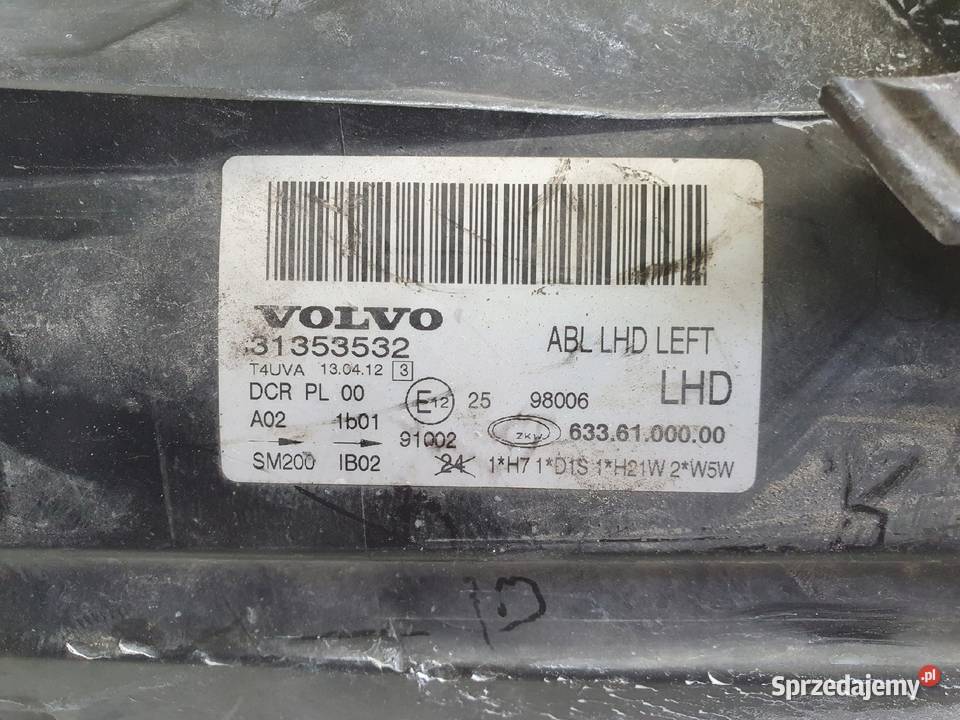 VOLVO
31353532
ABL LHD LEFT
T4UVA 13.04.12 3
LHD
DCR PL 00
E12 25 98006
A02 1b01
91002 ZKW 633.61.000.00
SM200 IB02 24 1*H7 1*D1S 1*H21W 2*W5W
K
Sprzedajemy.pl